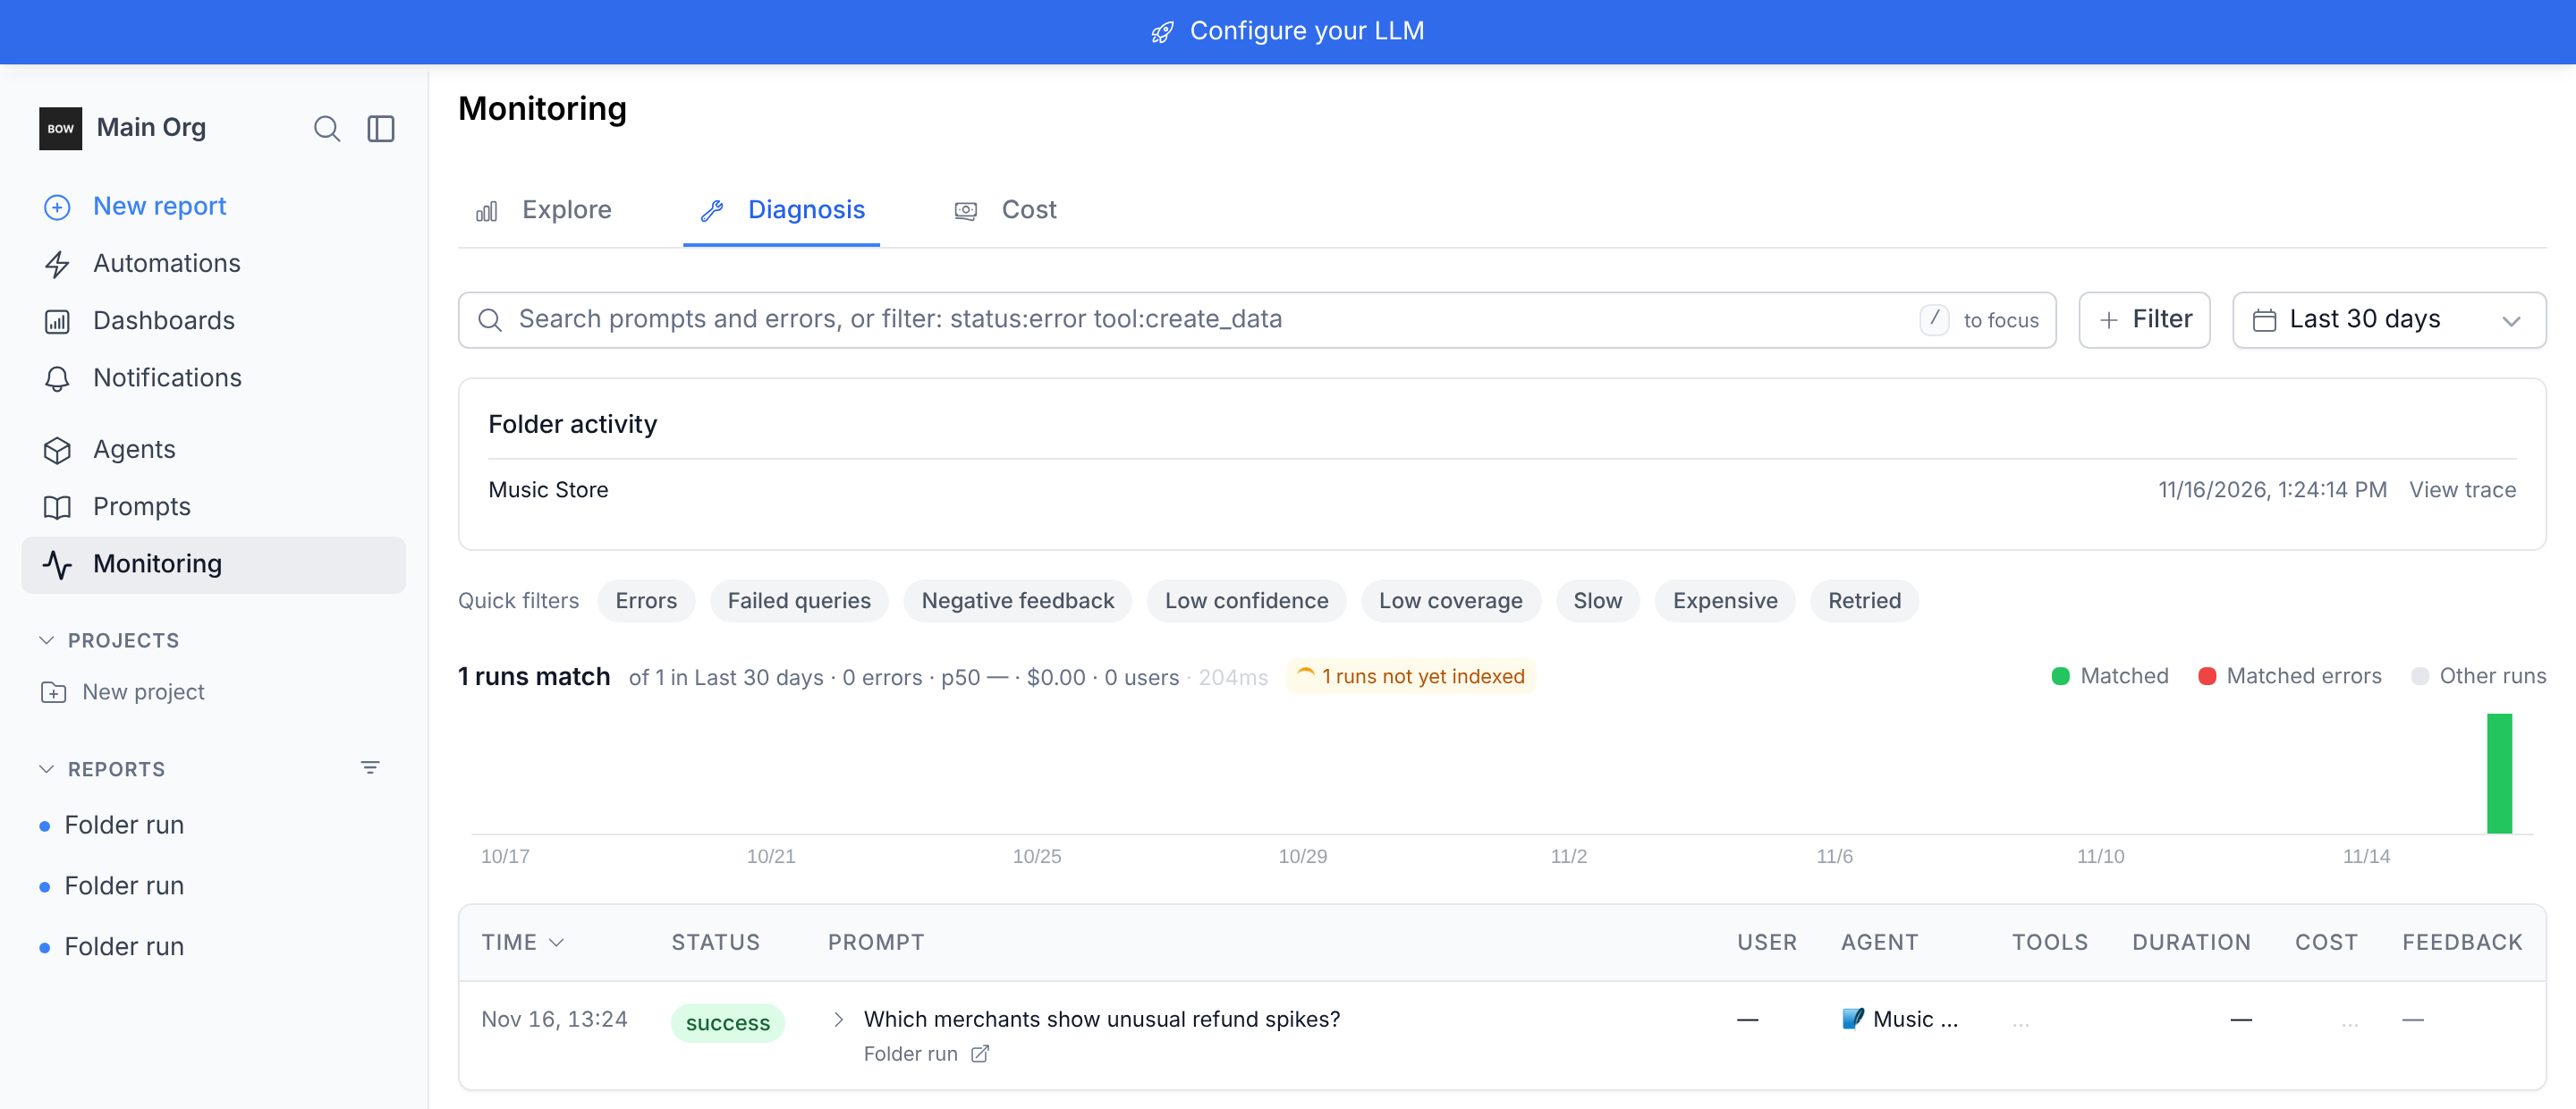 Configure your LLM
BOW Main Org
New report
Automations
Dashboards
Notifications
Agents
Prompts
Monitoring
PROJECTS
New project
REPORTS
Folder run
Folder run
Folder run
Monitoring
Explore Diagnosis Cost
Search prompts and errors, or filter: status:error tool:create_data / to focus
+ Filter
Last 30 days
Folder activity
Music Store 11/16/2026, 1:24:14 PM View trace
Quick filters Errors Failed queries Negative feedback Low confidence Low coverage Slow Expensive Retried
1 runs match of 1 in Last 30 days · 0 errors · p50 — · $0.00 · 0 users · 204ms 1 runs not yet indexed
Matched Matched errors Other runs
10/17 10/21 10/25 10/29 11/2 11/6 11/10 11/14
TIME STATUS PROMPT USER AGENT TOOLS DURATION COST FEEDBACK
Nov 16, 13:24 success Which merchants show unusual refund spikes? — Music ... ... — ... —
Folder run